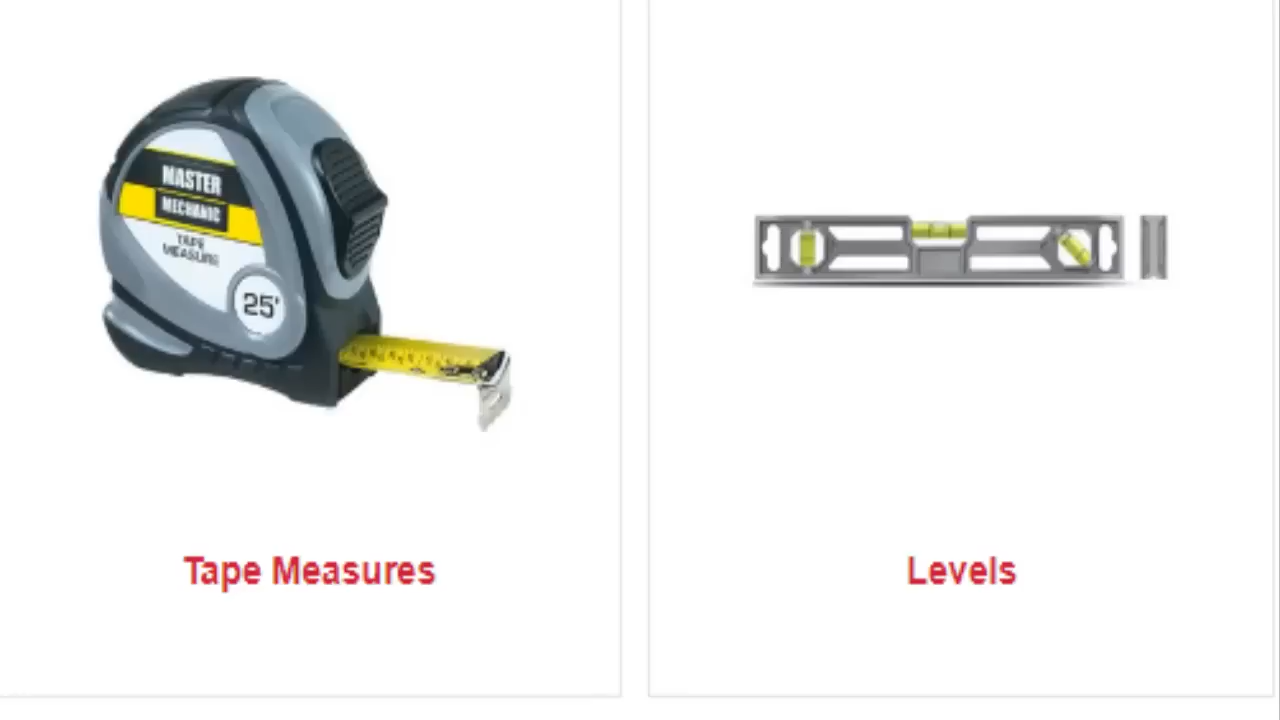 MASTER
MECHANIC
TAPE
MEASURE
25'
Tape Measures
Levels